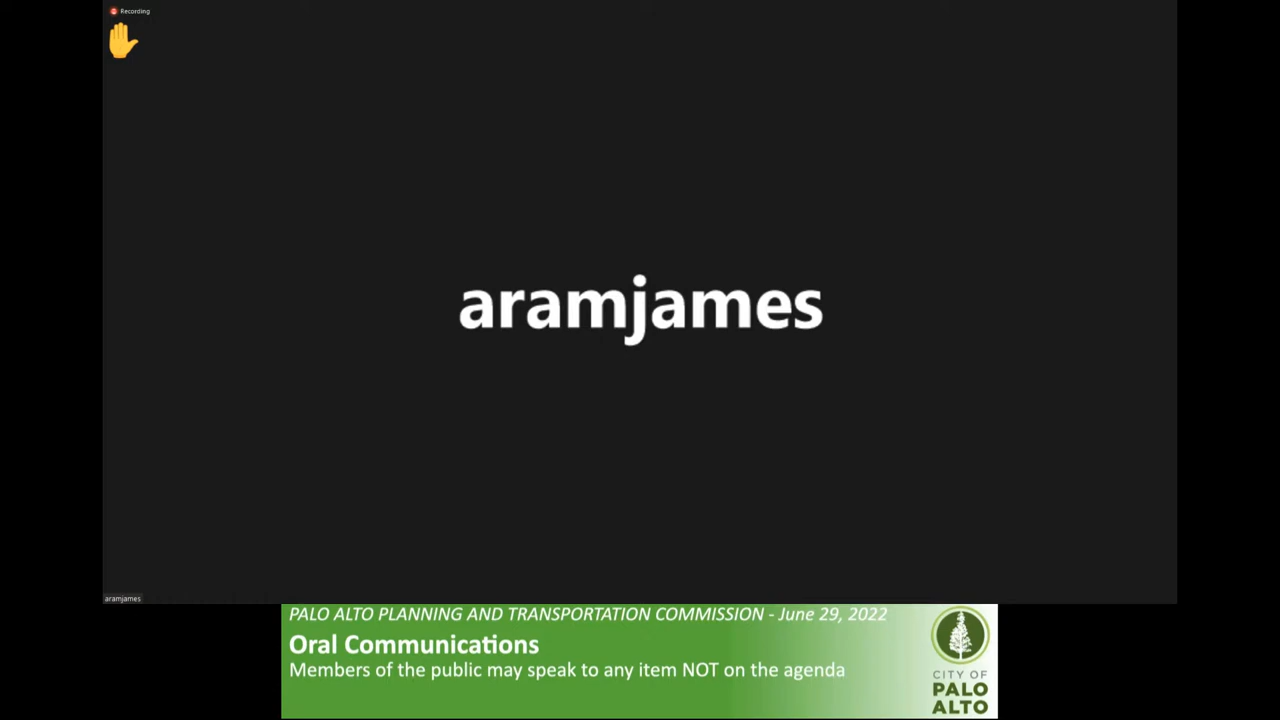 Recording
aramjames
aramjames
PALO ALTO PLANNING AND TRANSPORTATION COMMISSION - June 29, 2022
Oral Communications
Members of the public may speak to any item NOT on the agenda
CITY OF
PALO
ALTO